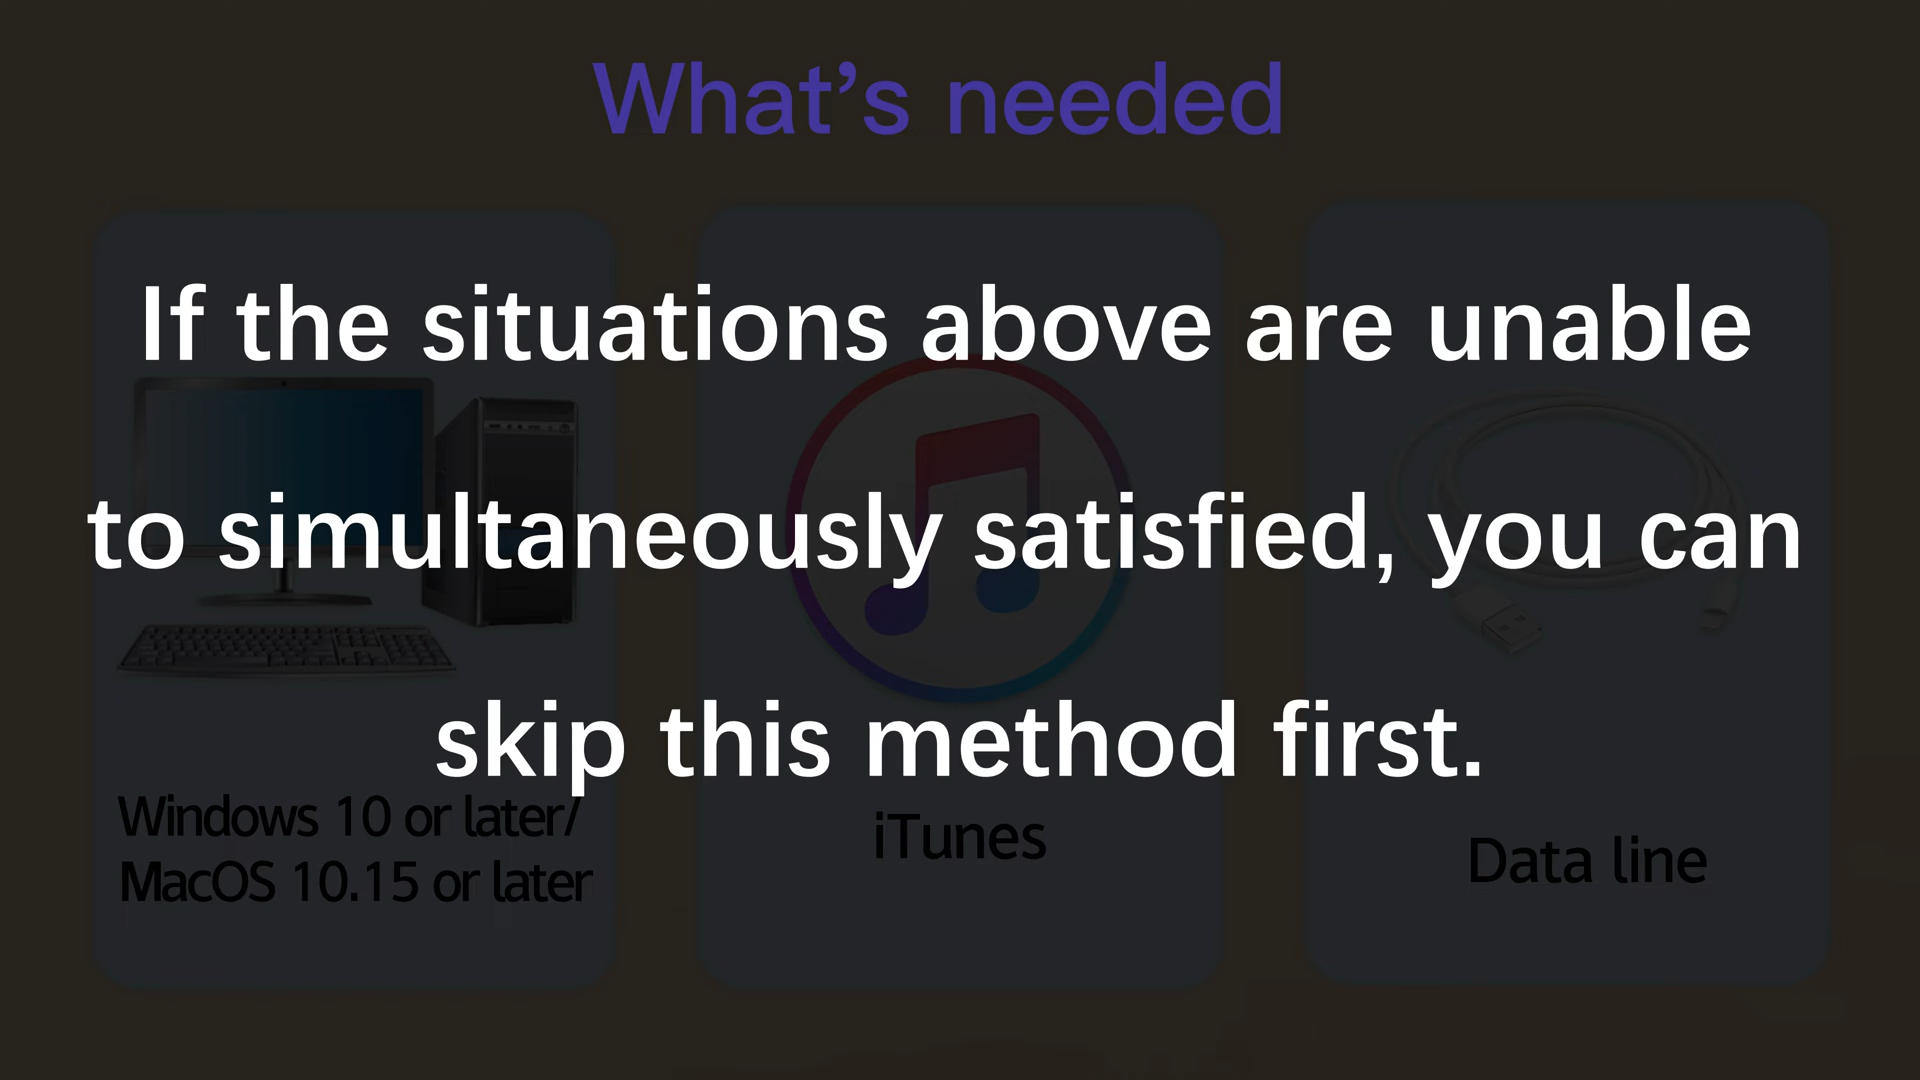 What’s needed
If the situations above are unable
to simultaneously satisfied, you can
skip this method first.
Windows 10 or later/
MacOS 10.15 or later
iTunes
Data line